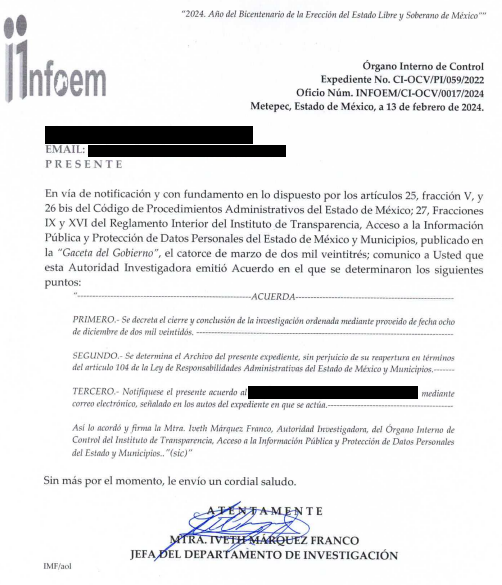 "2024. Año del Bicentenario de la Erección del Estado Libre y Soberano de México""
infoem
Órgano Interno de Control
Expediente No. CI-OCV/PI/059/2022
Oficio Núm. INFOEM/CI-OCV/0017/2024
Metepec, Estado de México, a 13 de febrero de 2024.
EMAIL:
P R E S E N T E
En vía de notificación y con fundamento en lo dispuesto por los artículos 25, fracción V, y
26 bis del Código de Procedimientos Administrativos del Estado de México; 27, Fracciones
IX y XVI del Reglamento Interior del Instituto de Transparencia, Acceso a la Información
Pública y Protección de Datos Personales del Estado de México y Municipios, publicado en
la "Gaceta del Gobierno", el catorce de marzo de dos mil veintitrés; comunico a Usted que
esta Autoridad Investigadora emitió Acuerdo en el que se determinaron los siguientes
puntos:
"--------------------------------------------------ACUERDA---------------------------------------------
PRIMERO.- Se decreta el cierre y conclusión de la investigación ordenada mediante proveído de fecha ocho
de diciembre de dos mil veintidós. -------------------------------------------------------------------
SEGUNDO.- Se determina el Archivo del presente expediente, sin perjuicio de su reapertura en términos
del artículo 104 de la Ley de Responsabilidades Administrativas del Estado de México y Municipios.-------
TERCERO.- Notifíquese el presente acuerdo al mediante
correo electrónico, señalado en los autos del expediente en que se actúa.---------------------------
Así lo acordó y firma la Mtra. Iveth Márquez Franco, Autoridad Investigadora, del Órgano Interno de
Control del Instituto de Transparencia, Acceso a la Información Pública y Protección de Datos Personales
del Estado y Municipios.."(sic)"
Sin más por el momento, le envío un cordial saludo.
A T E N T A M E N T E
MTRA. IVETH MÁRQUEZ FRANCO
JEFA DEL DEPARTAMENTO DE INVESTIGACIÓN
IMF/aol